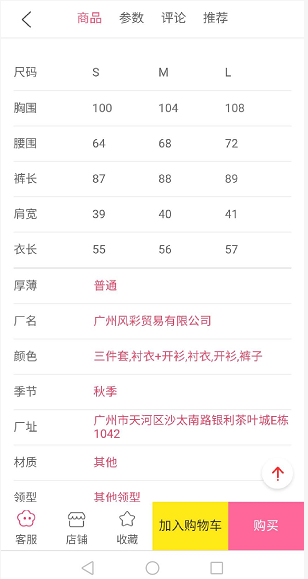 商品 参数 评论 推荐
尺码 S M L
胸围 100 104 108
腰围 64 68 72
裤长 87 88 89
肩宽 39 40 41
衣长 55 56 57
厚薄 普通
厂名 广州风彩贸易有限公司
颜色 三件套,衬衣+开衫,衬衣,开衫,裤子
季节 秋季
厂址 广州市天河区沙太南路银利茶叶城E栋
1042
材质 其他
领型 其他领型
客服 店铺 收藏 加入购物车 购买